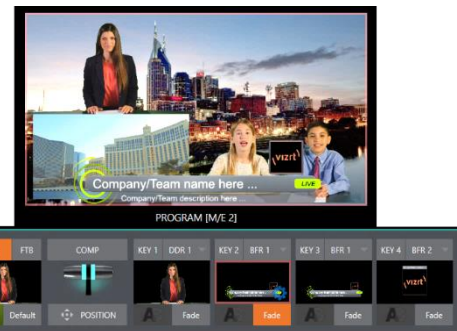 vizrt
Company/Team name here ...
LIVE
Company/Team description here ...
PROGRAM [M/E 2]
FTB COMP KEY 1 DDR 1 KEY 2 BFR 1 KEY 3 BFR 1 KEY 4 BFR 2
vizrt
Default POSITION Fade Fade Fade Fade